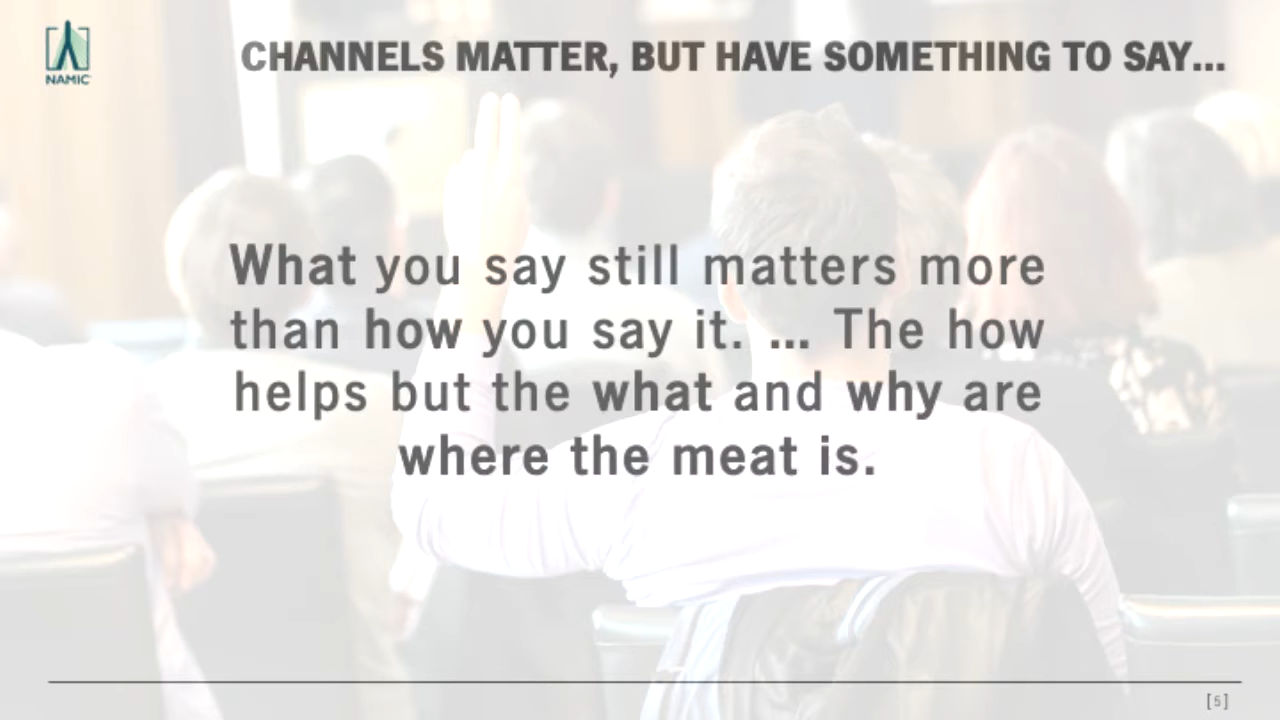 NAMIC
CHANNELS MATTER, BUT HAVE SOMETHING TO SAY...
What you say still matters more
than how you say it. ... The how
helps but the what and why are
where the meat is.
[5]